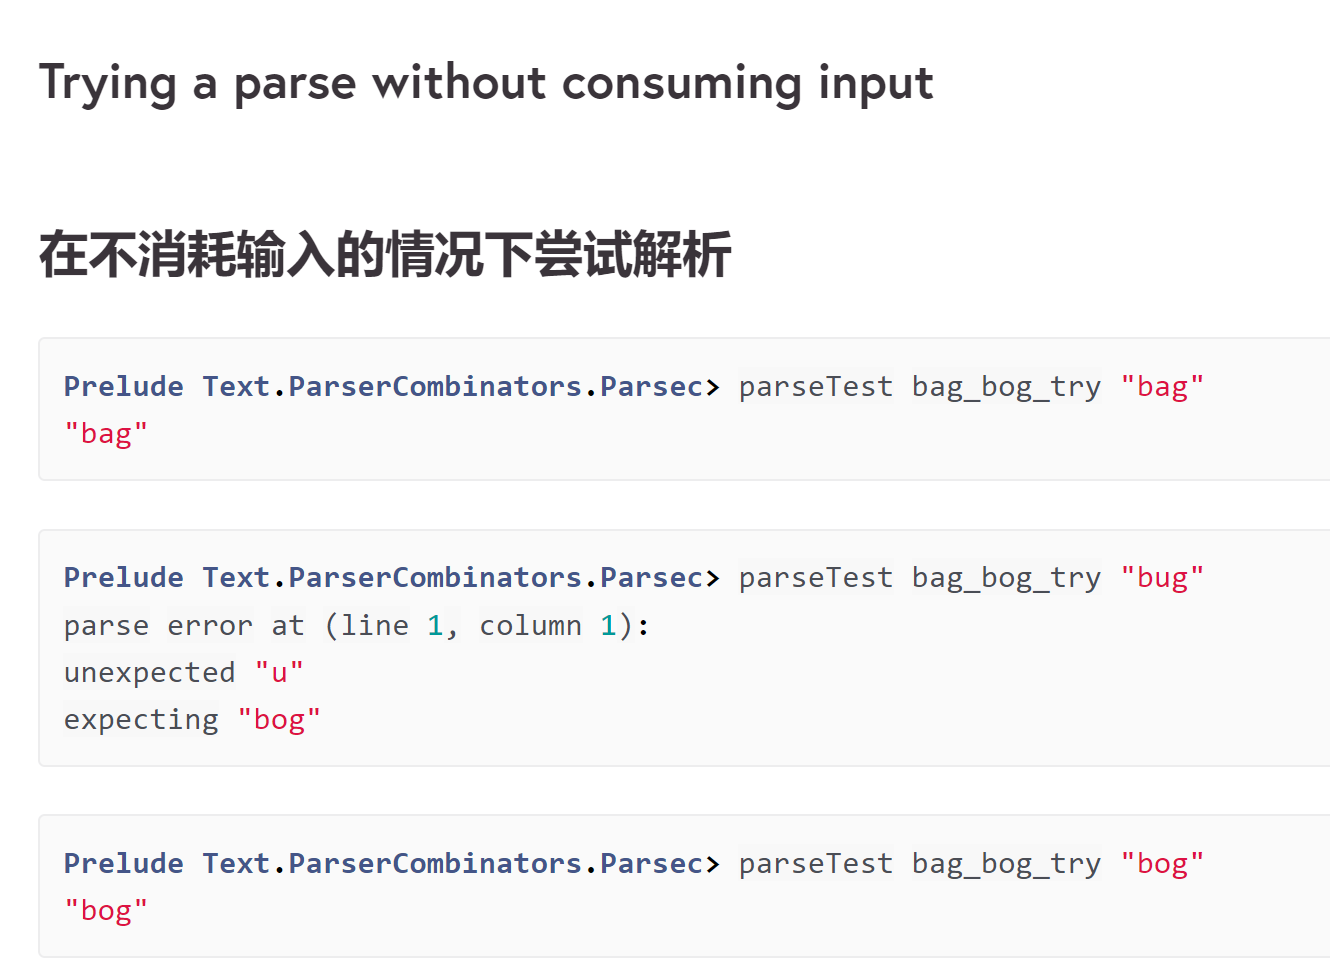 Trying a parse without consuming input
在不消耗输入的情况下尝试解析
Prelude Text.ParserCombinators.Parsec> parseTest bag_bog_try "bag"
"bag"
Prelude Text.ParserCombinators.Parsec> parseTest bag_bog_try "bug"
parse error at (line 1, column 1):
unexpected "u"
expecting "bog"
Prelude Text.ParserCombinators.Parsec> parseTest bag_bog_try "bog"
"bog"